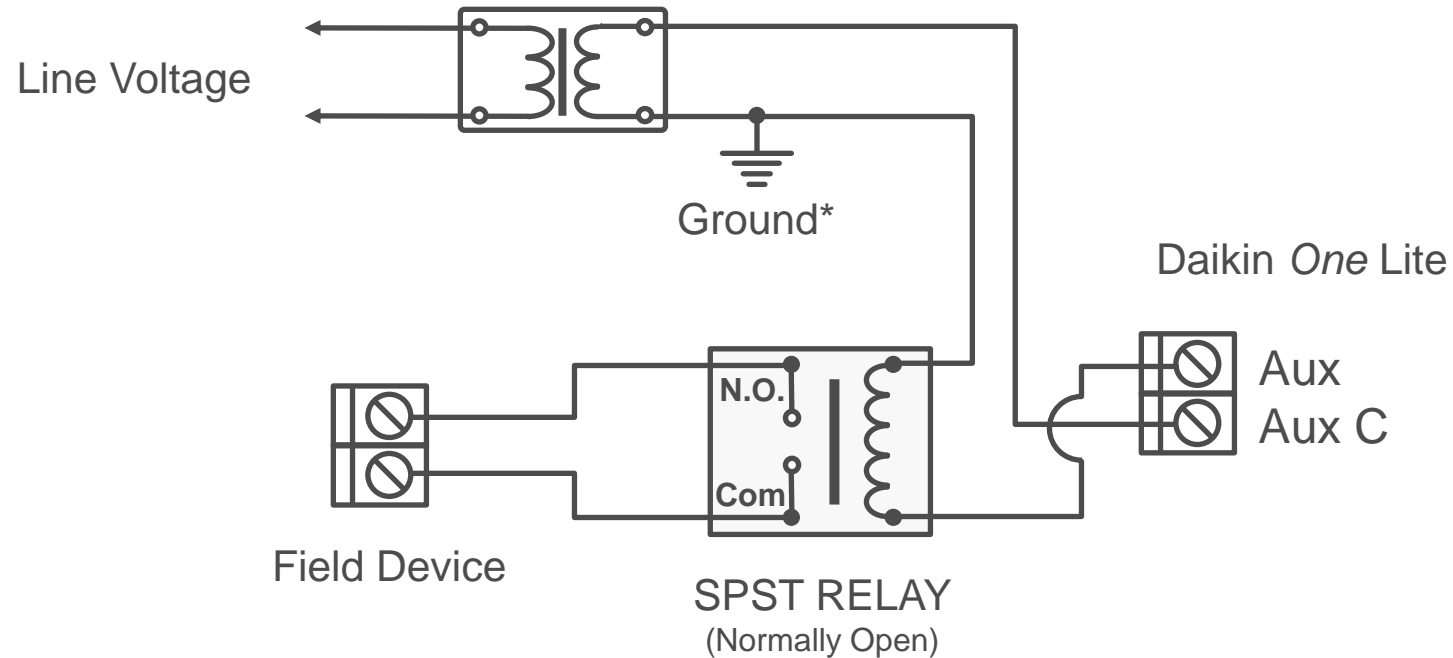 Line Voltage
Ground*
Daikin One Lite
Aux
Aux C
N.O.
Com
Field Device
SPST RELAY
(Normally Open)